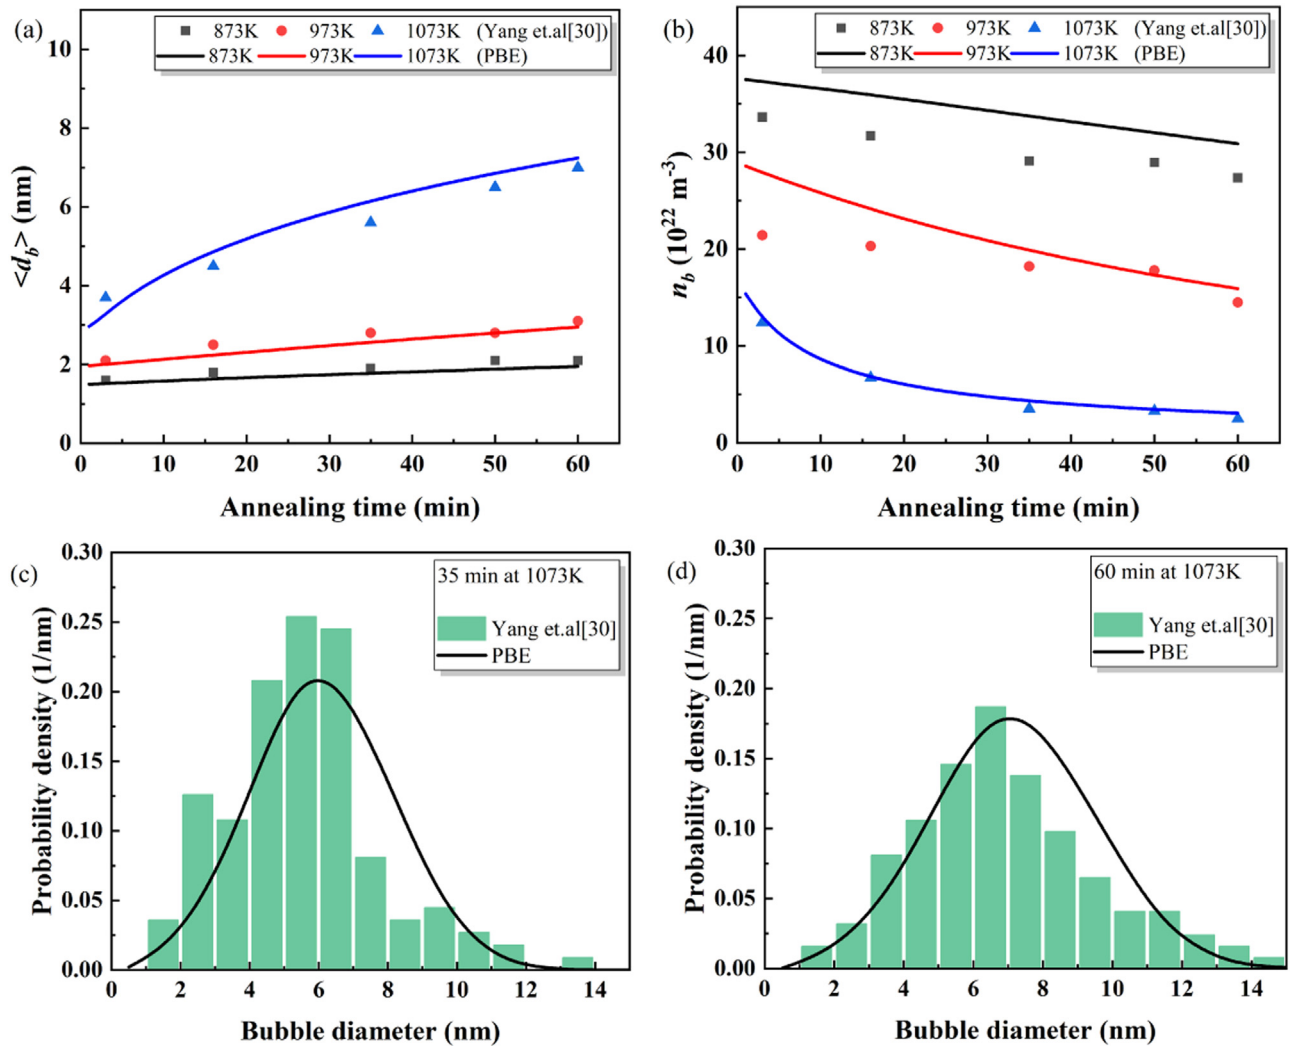 (a)
873K 973K 1073K (Yang et.al[30])
873K 973K 1073K (PBE)
10
8
6
4
2
0
<d_b> (nm)
0 10 20 30 40 50 60
Annealing time (min)
(b)
873K 973K 1073K (Yang et.al[30])
873K 973K 1073K (PBE)
40
30
20
10
0
n_b (10^22 m^-3)
0 10 20 30 40 50 60
Annealing time (min)
(c)
35 min at 1073K
Yang et.al[30]
PBE
0.30
0.25
0.20
0.15
0.10
0.05
0.00
Probability density (1/nm)
0 2 4 6 8 10 12 14
Bubble diameter (nm)
(d)
60 min at 1073K
Yang et.al[30]
PBE
0.30
0.25
0.20
0.15
0.10
0.05
0.00
Probability density (1/nm)
0 2 4 6 8 10 12 14
Bubble diameter (nm)